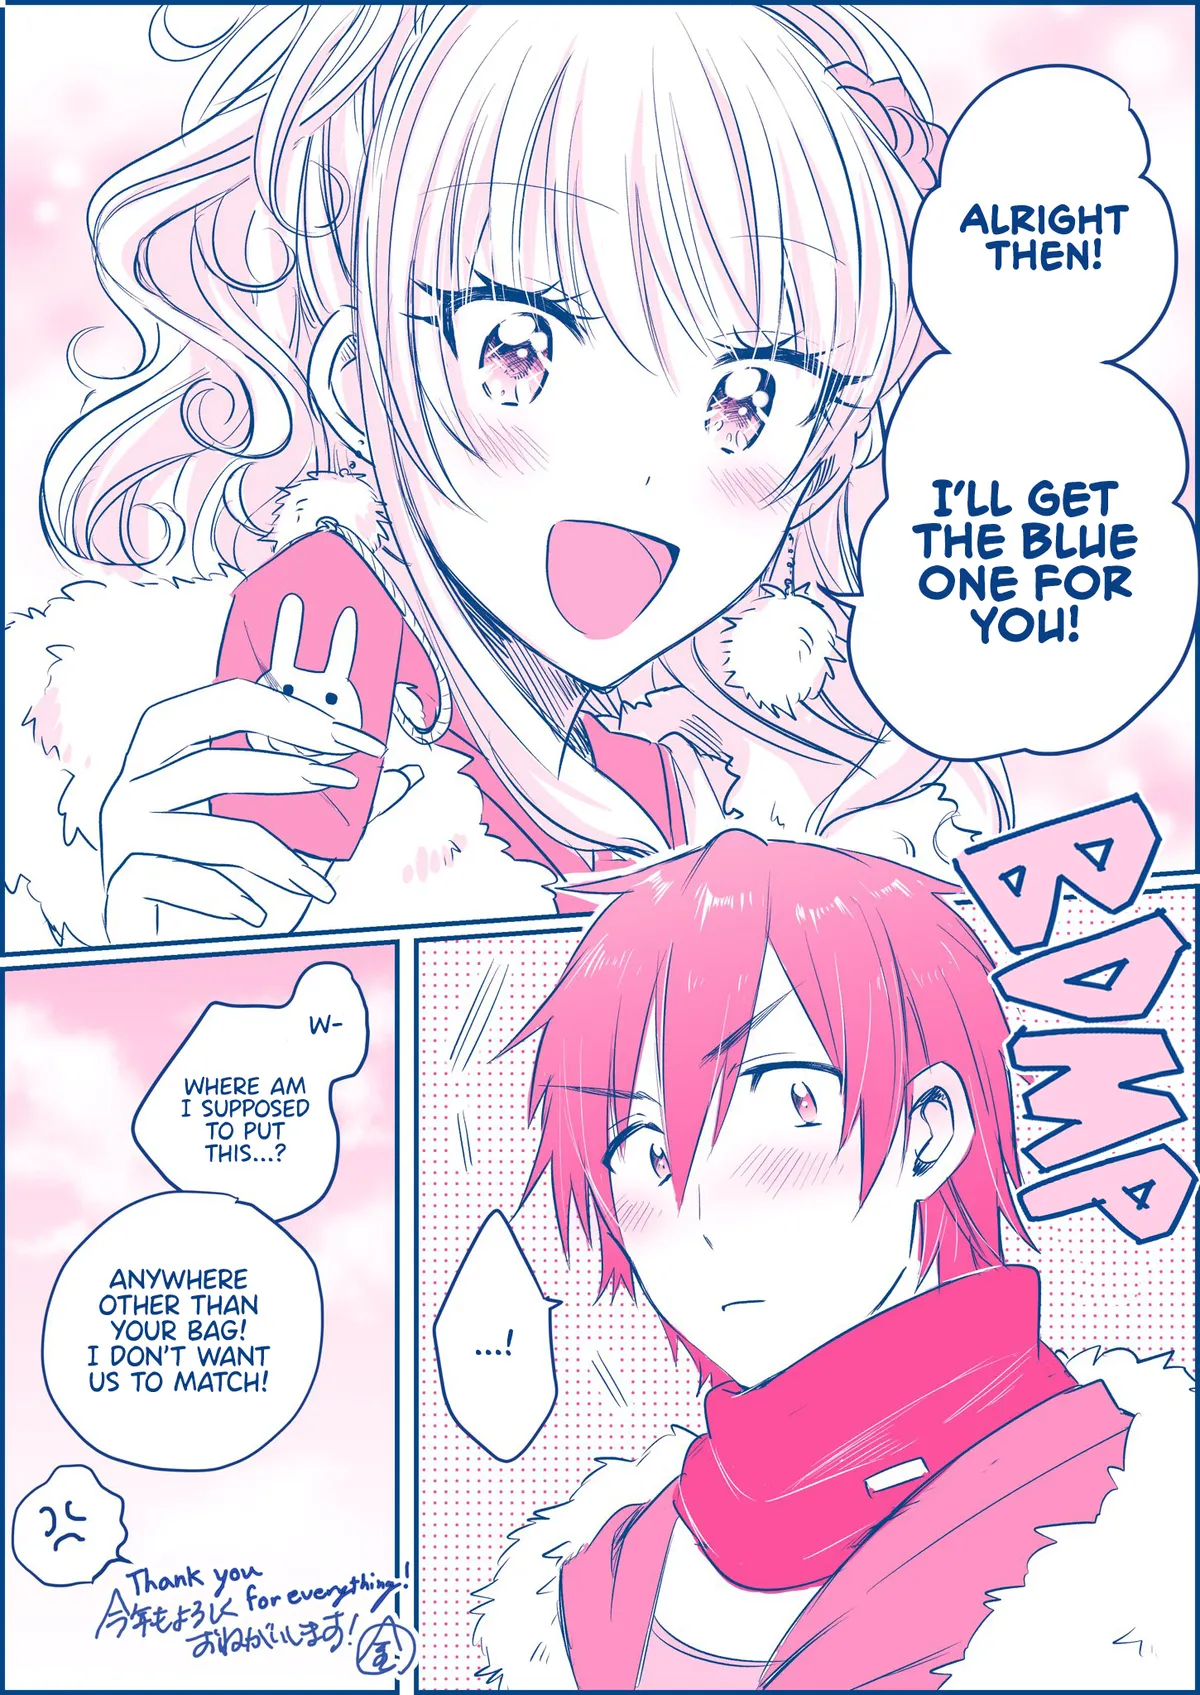 ALRIGHT
THEN!
I'LL GET
THE BLUE
ONE FOR
YOU!
BOMP
...!
W-
WHERE AM
I SUPPOSED
TO PUT
THIS...?
ANYWHERE
OTHER THAN
YOUR BAG!
I DON'T WANT
US TO MATCH!
Thank you
for everything!
今年もよろしく
おねがいします!
金